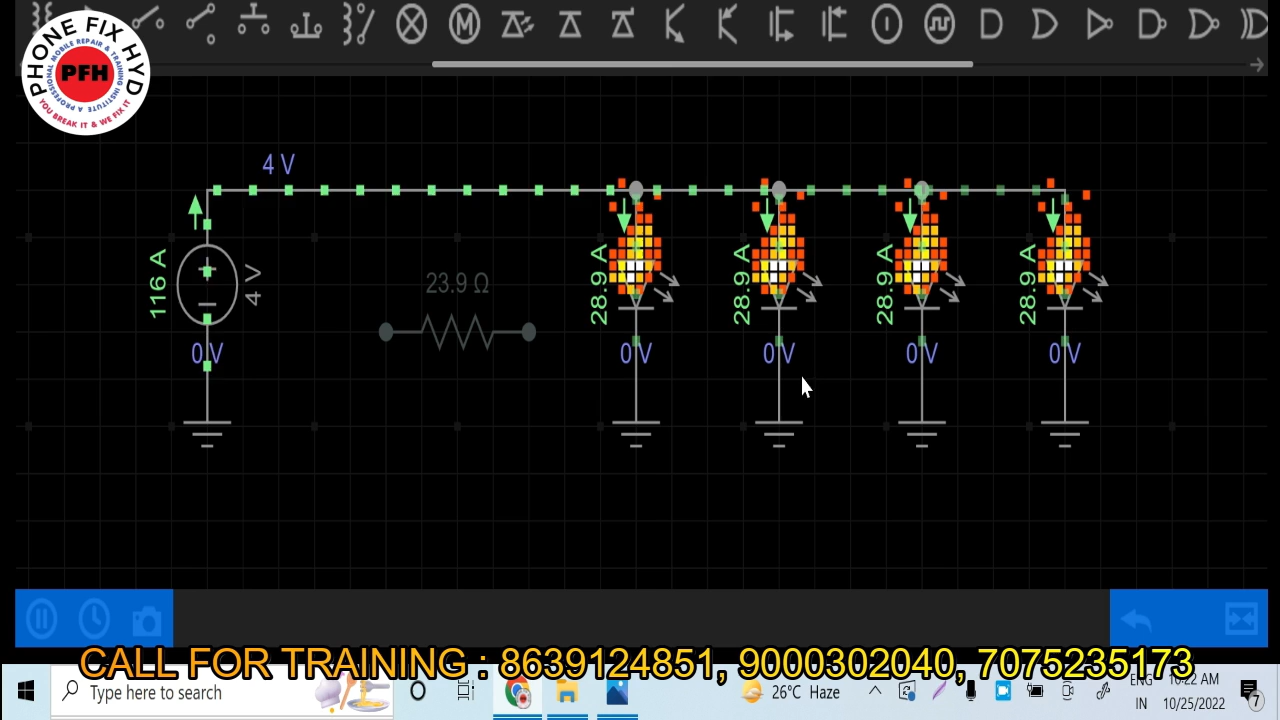 PHONE FIX HYD
PROFESSIONAL MOBILE REPAIR & TRAINING INSTITUTE
PFH
YOU BREAK IT & WE FIX IT
4 V
116 A
4 V
0 V
23.9 Ω
28.9 A
28.9 A
28.9 A
28.9 A
0 V
0 V
0 V
0 V
CALL FOR TRAINING : 8639124851, 9000302040, 7075235173
Type here to search
26°C Haze
ENG
IN
10:22 AM
10/25/2022
7